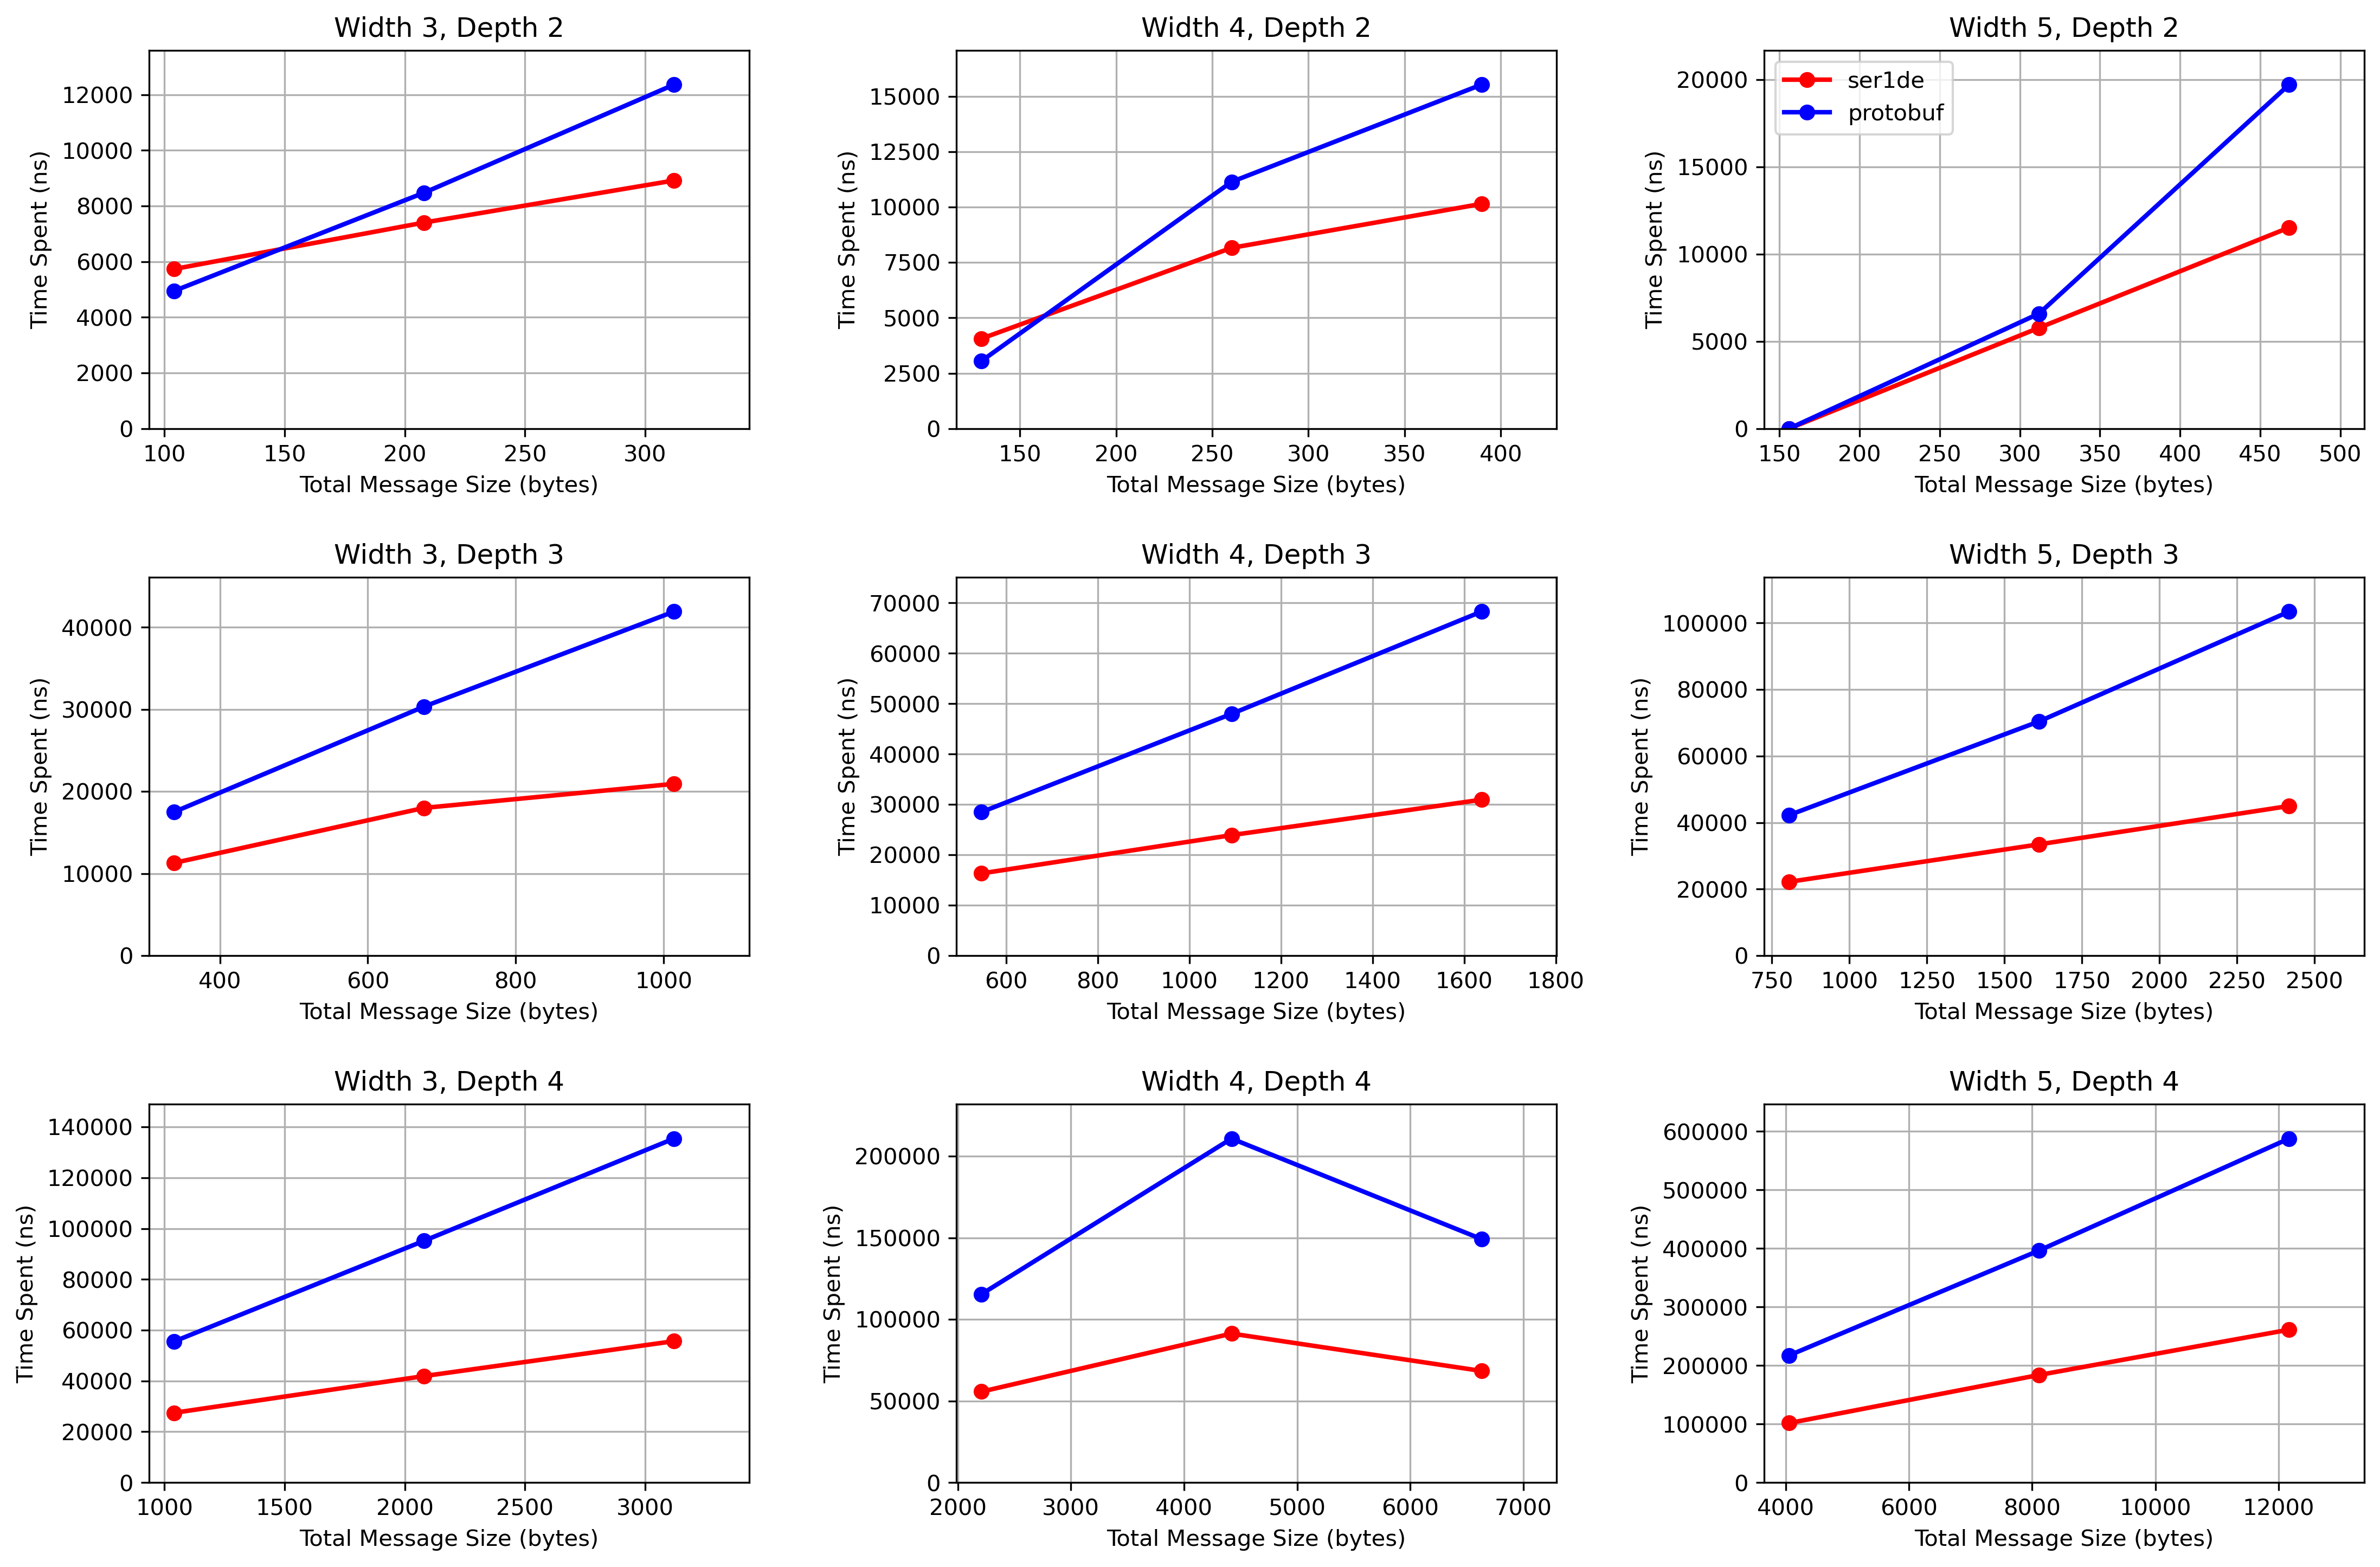 Width 3, Depth 2
Time Spent (ns)
12000
10000
8000
6000
4000
2000
0
100 150 200 250 300
Total Message Size (bytes)
Width 4, Depth 2
Time Spent (ns)
15000
12500
10000
7500
5000
2500
0
150 200 250 300 350 400
Total Message Size (bytes)
Width 5, Depth 2
ser1de
protobuf
Time Spent (ns)
20000
15000
10000
5000
0
150 200 250 300 350 400 450 500
Total Message Size (bytes)
Width 3, Depth 3
Time Spent (ns)
40000
30000
20000
10000
0
400 600 800 1000
Total Message Size (bytes)
Width 4, Depth 3
Time Spent (ns)
70000
60000
50000
40000
30000
20000
10000
0
600 800 1000 1200 1400 1600 1800
Total Message Size (bytes)
Width 5, Depth 3
Time Spent (ns)
100000
80000
60000
40000
20000
0
750 1000 1250 1500 1750 2000 2250 2500
Total Message Size (bytes)
Width 3, Depth 4
Time Spent (ns)
140000
120000
100000
80000
60000
40000
20000
0
1000 1500 2000 2500 3000
Total Message Size (bytes)
Width 4, Depth 4
Time Spent (ns)
200000
150000
100000
50000
0
2000 3000 4000 5000 6000 7000
Total Message Size (bytes)
Width 5, Depth 4
Time Spent (ns)
600000
500000
400000
300000
200000
100000
0
4000 6000 8000 10000 12000
Total Message Size (bytes)